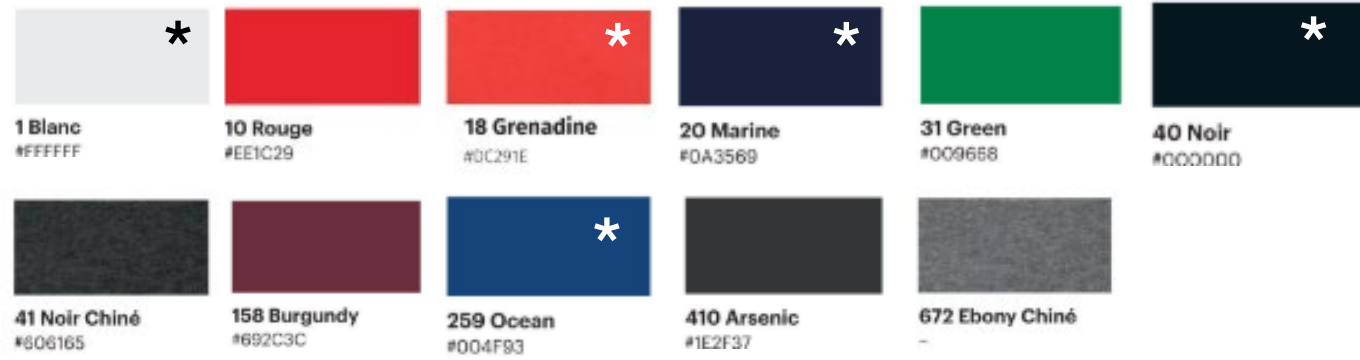 *
1 Blanc
#FFFFFF
10 Rouge
#EE1C29
*
18 Grenadine
#DC291E
*
20 Marine
#0A3569
31 Green
#009658
*
40 Noir
#000000
41 Noir Chiné
#606165
158 Burgundy
#692C3C
*
259 Ocean
#004F93
410 Arsenic
#1E2F37
672 Ebony Chiné
–